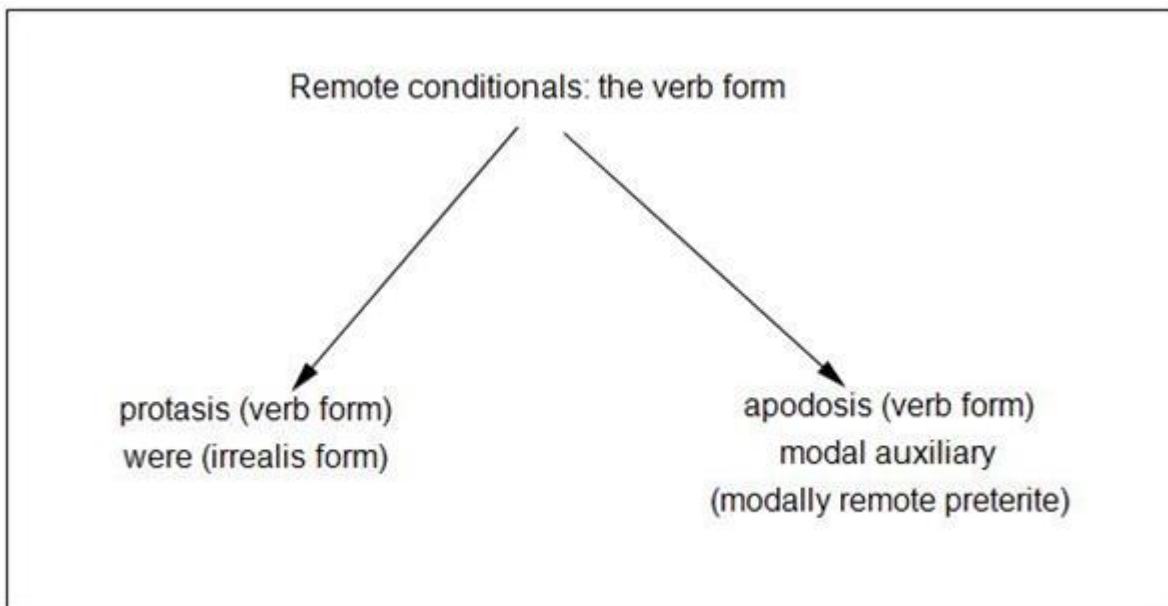 Remote conditionals: the verb form
protasis (verb form)
were (irrealis form)
apodosis (verb form)
modal auxiliary
(modally remote preterite)